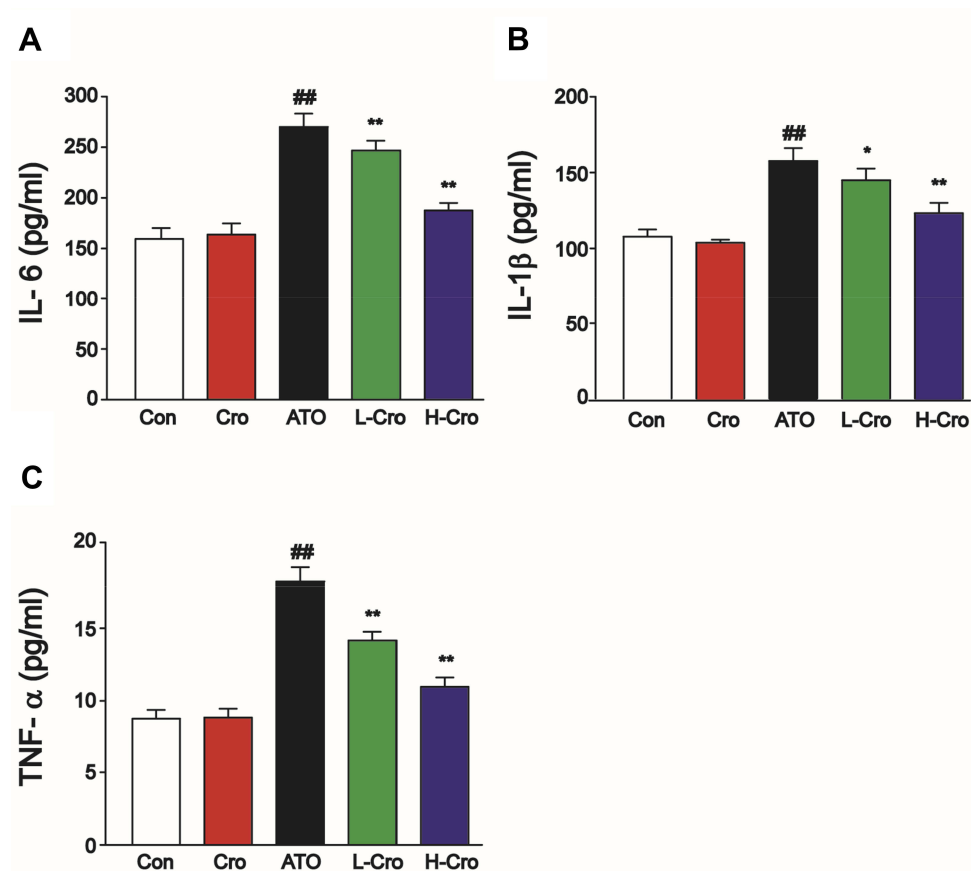 A
IL- 6 (pg/ml)
300
250
200
150
100
50
0
##
**
**
Con Cro ATO L-Cro H-Cro
B
IL-1β (pg/ml)
200
150
100
50
0
##
*
**
Con Cro ATO L-Cro H-Cro
C
TNF- α (pg/ml)
20
15
10
5
0
##
**
**
Con Cro ATO L-Cro H-Cro